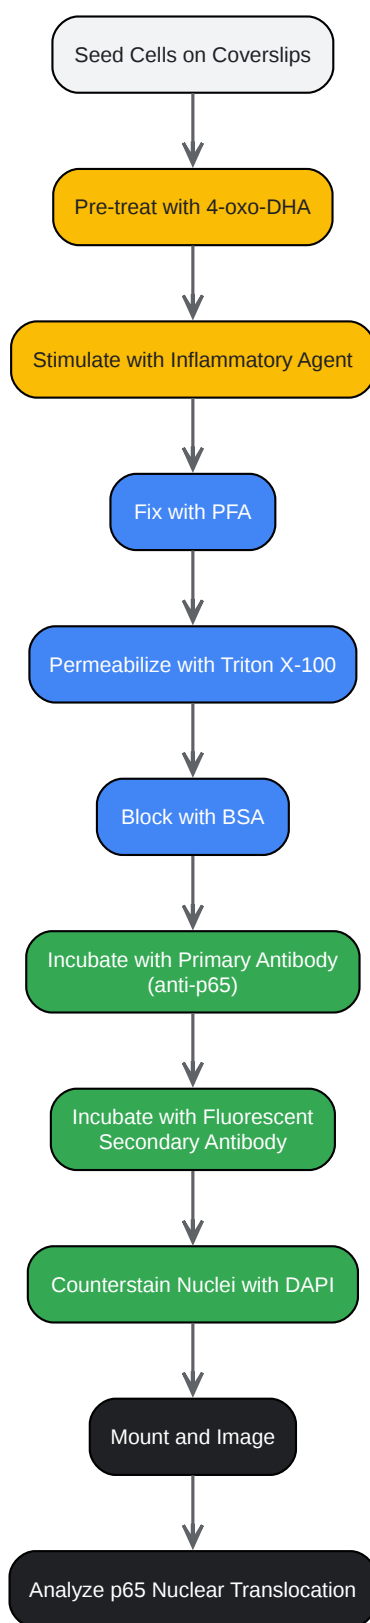 Seed Cells on Coverslips
Pre-treat with 4-oxo-DHA
Stimulate with Inflammatory Agent
Fix with PFA
Permeabilize with Triton X-100
Block with BSA
Incubate with Primary Antibody
(anti-p65)
Incubate with Fluorescent
Secondary Antibody
Counterstain Nuclei with DAPI
Mount and Image
Analyze p65 Nuclear Translocation